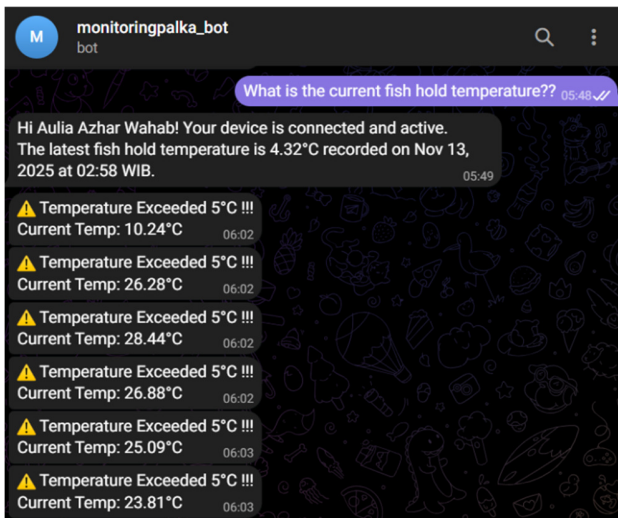 M
monitoringpalka_bot
bot
What is the current fish hold temperature?? 05:48
Hi Aulia Azhar Wahab! Your device is connected and active.
The latest fish hold temperature is 4.32°C recorded on Nov 13,
2025 at 02:58 WIB.
05:49
⚠️ Temperature Exceeded 5°C !!!
Current Temp: 10.24°C 06:02
⚠️ Temperature Exceeded 5°C !!!
Current Temp: 26.28°C 06:02
⚠️ Temperature Exceeded 5°C !!!
Current Temp: 28.44°C 06:02
⚠️ Temperature Exceeded 5°C !!!
Current Temp: 26.88°C 06:02
⚠️ Temperature Exceeded 5°C !!!
Current Temp: 25.09°C 06:03
⚠️ Temperature Exceeded 5°C !!!
Current Temp: 23.81°C 06:03